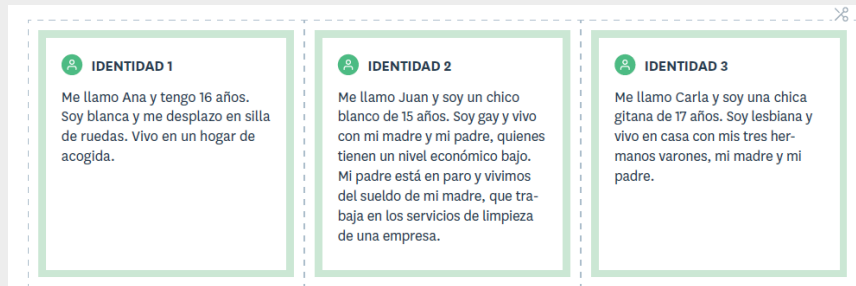 IDENTIDAD 1
Me llamo Ana y tengo 16 años.
Soy blanca y me desplazo en silla
de ruedas. Vivo en un hogar de
acogida.
IDENTIDAD 2
Me llamo Juan y soy un chico
blanco de 15 años. Soy gay y vivo
con mi madre y mi padre, quienes
tienen un nivel económico bajo.
Mi padre está en paro y vivimos
del sueldo de mi madre, que tra-
baja en los servicios de limpieza
de una empresa.
IDENTIDAD 3
Me llamo Carla y soy una chica
gitana de 17 años. Soy lesbiana y
vivo en casa con mis tres her-
manos varones, mi madre y mi
padre.